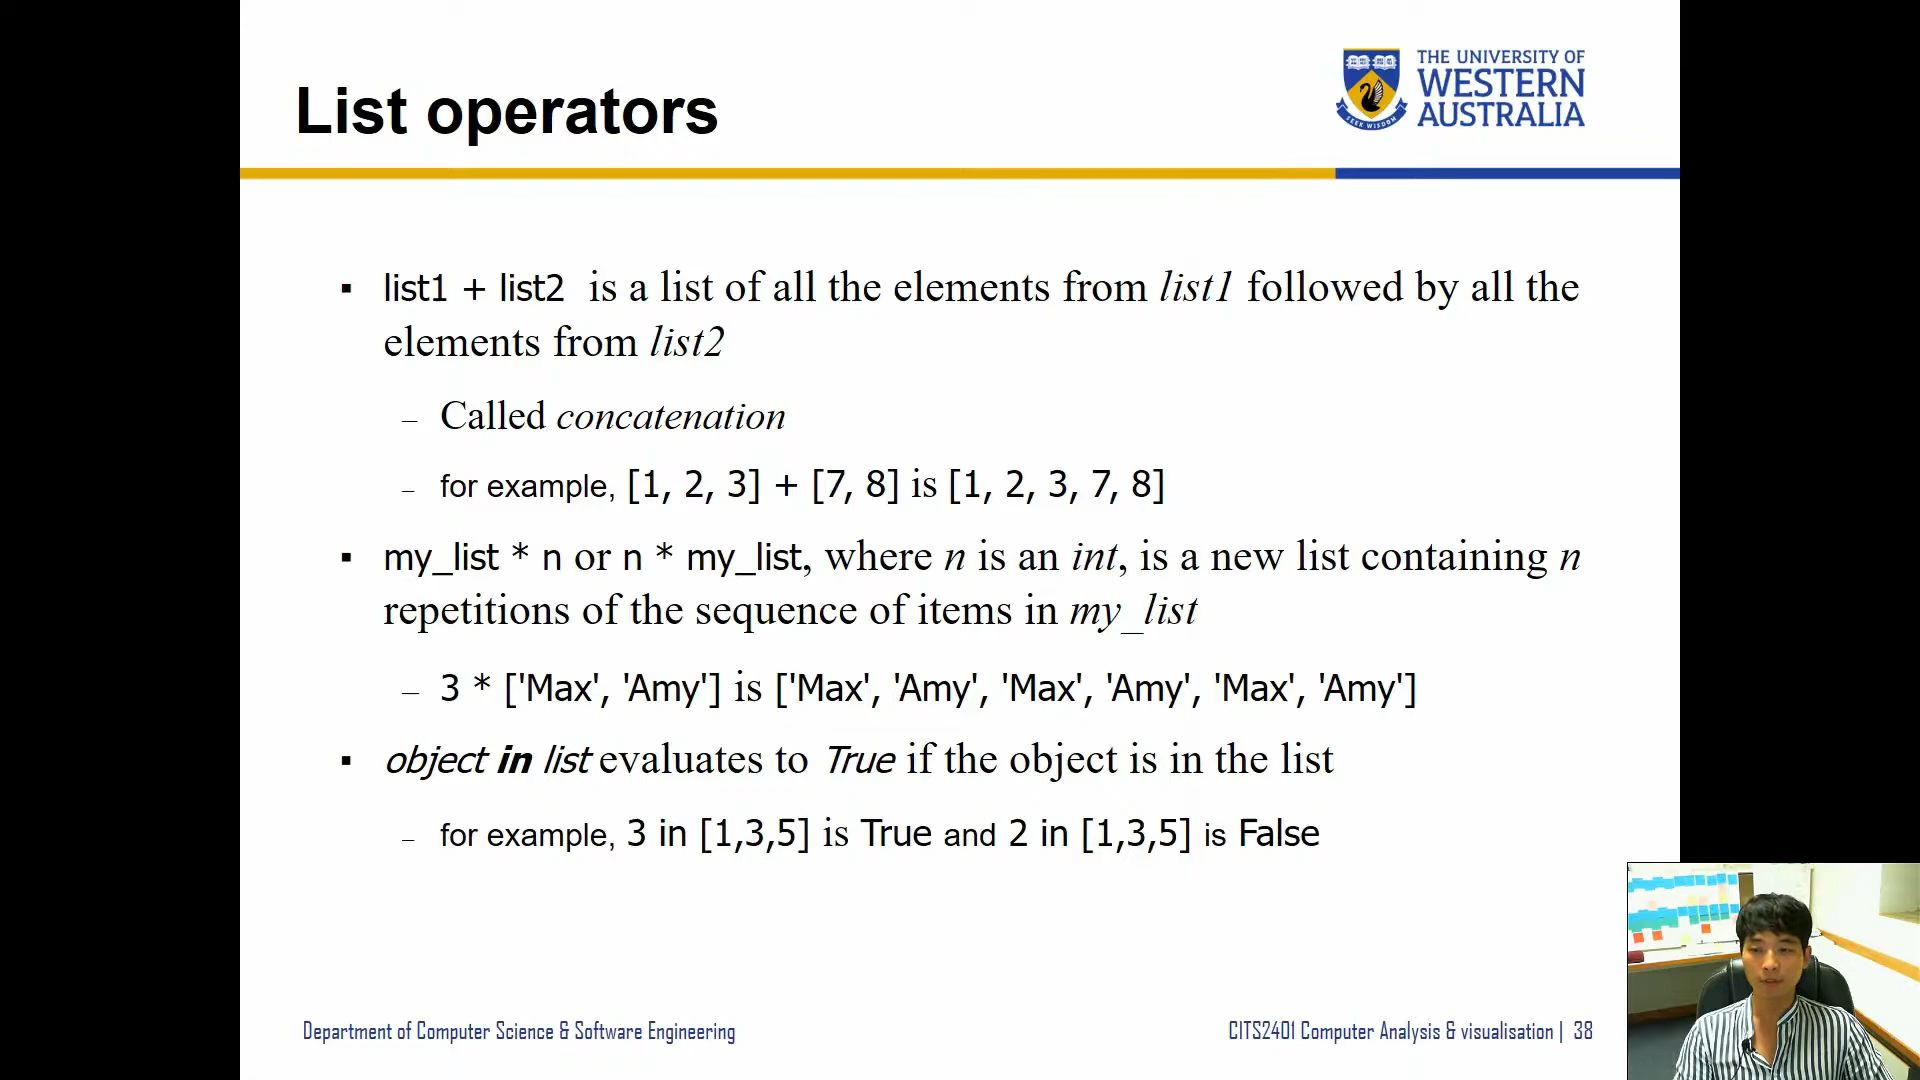 THE UNIVERSITY OF
WESTERN
AUSTRALIA
SEEK WISDOM
List operators
▪ list1 + list2 is a list of all the elements from list1 followed by all the
elements from list2
– Called concatenation
– for example, [1, 2, 3] + [7, 8] is [1, 2, 3, 7, 8]
▪ my_list * n or n * my_list, where n is an int, is a new list containing n
repetitions of the sequence of items in my_list
– 3 * ['Max', 'Amy'] is ['Max', 'Amy', 'Max', 'Amy', 'Max', 'Amy']
▪ object in list evaluates to True if the object is in the list
– for example, 3 in [1,3,5] is True and 2 in [1,3,5] is False
Department of Computer Science & Software Engineering
CITS2401 Computer Analysis & visualisation | 38